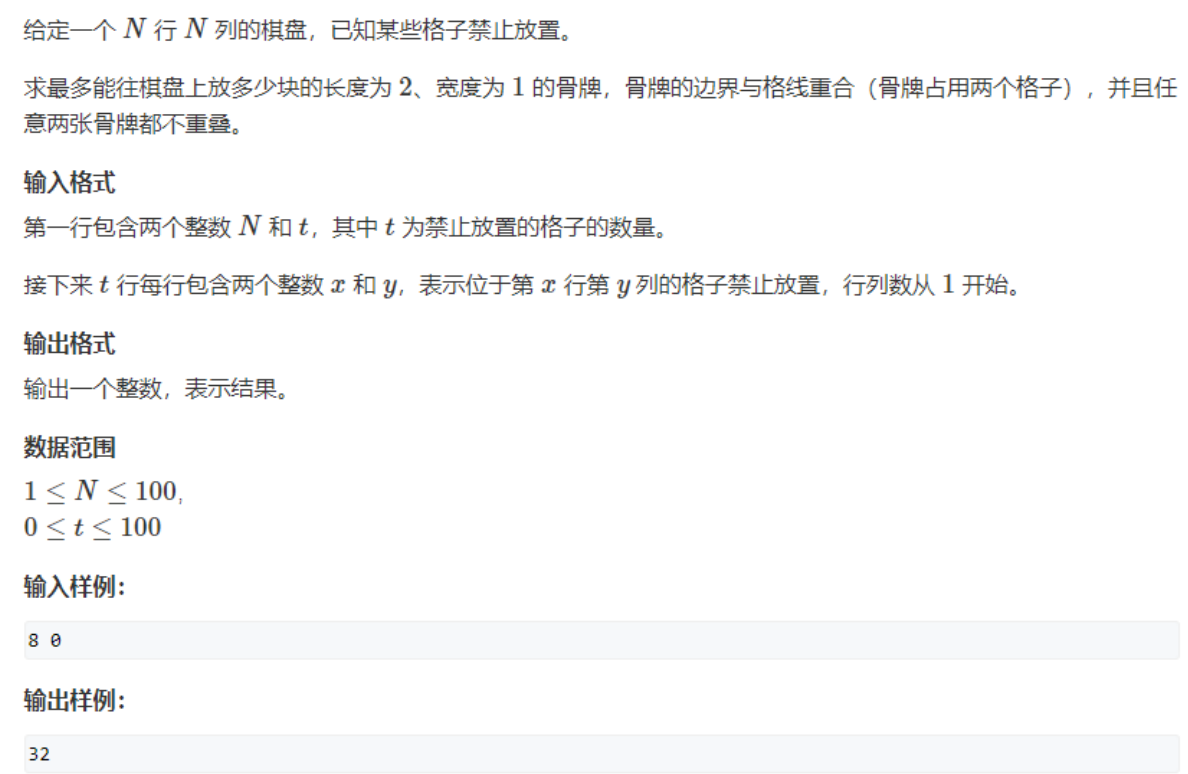 给定一个 N 行 N 列的棋盘，已知某些格子禁止放置。
求最多能往棋盘上放多少块的长度为 2、宽度为 1 的骨牌，骨牌的边界与格线重合（骨牌占用两个格子），并且任
意两张骨牌都不重叠。
输入格式
第一行包含两个整数 N 和 t，其中 t 为禁止放置的格子的数量。
接下来 t 行每行包含两个整数 x 和 y，表示位于第 x 行第 y 列的格子禁止放置，行列数从 1 开始。
输出格式
输出一个整数，表示结果。
数据范围
1 ≤ N ≤ 100,
0 ≤ t ≤ 100
输入样例：
8 0
输出样例：
32